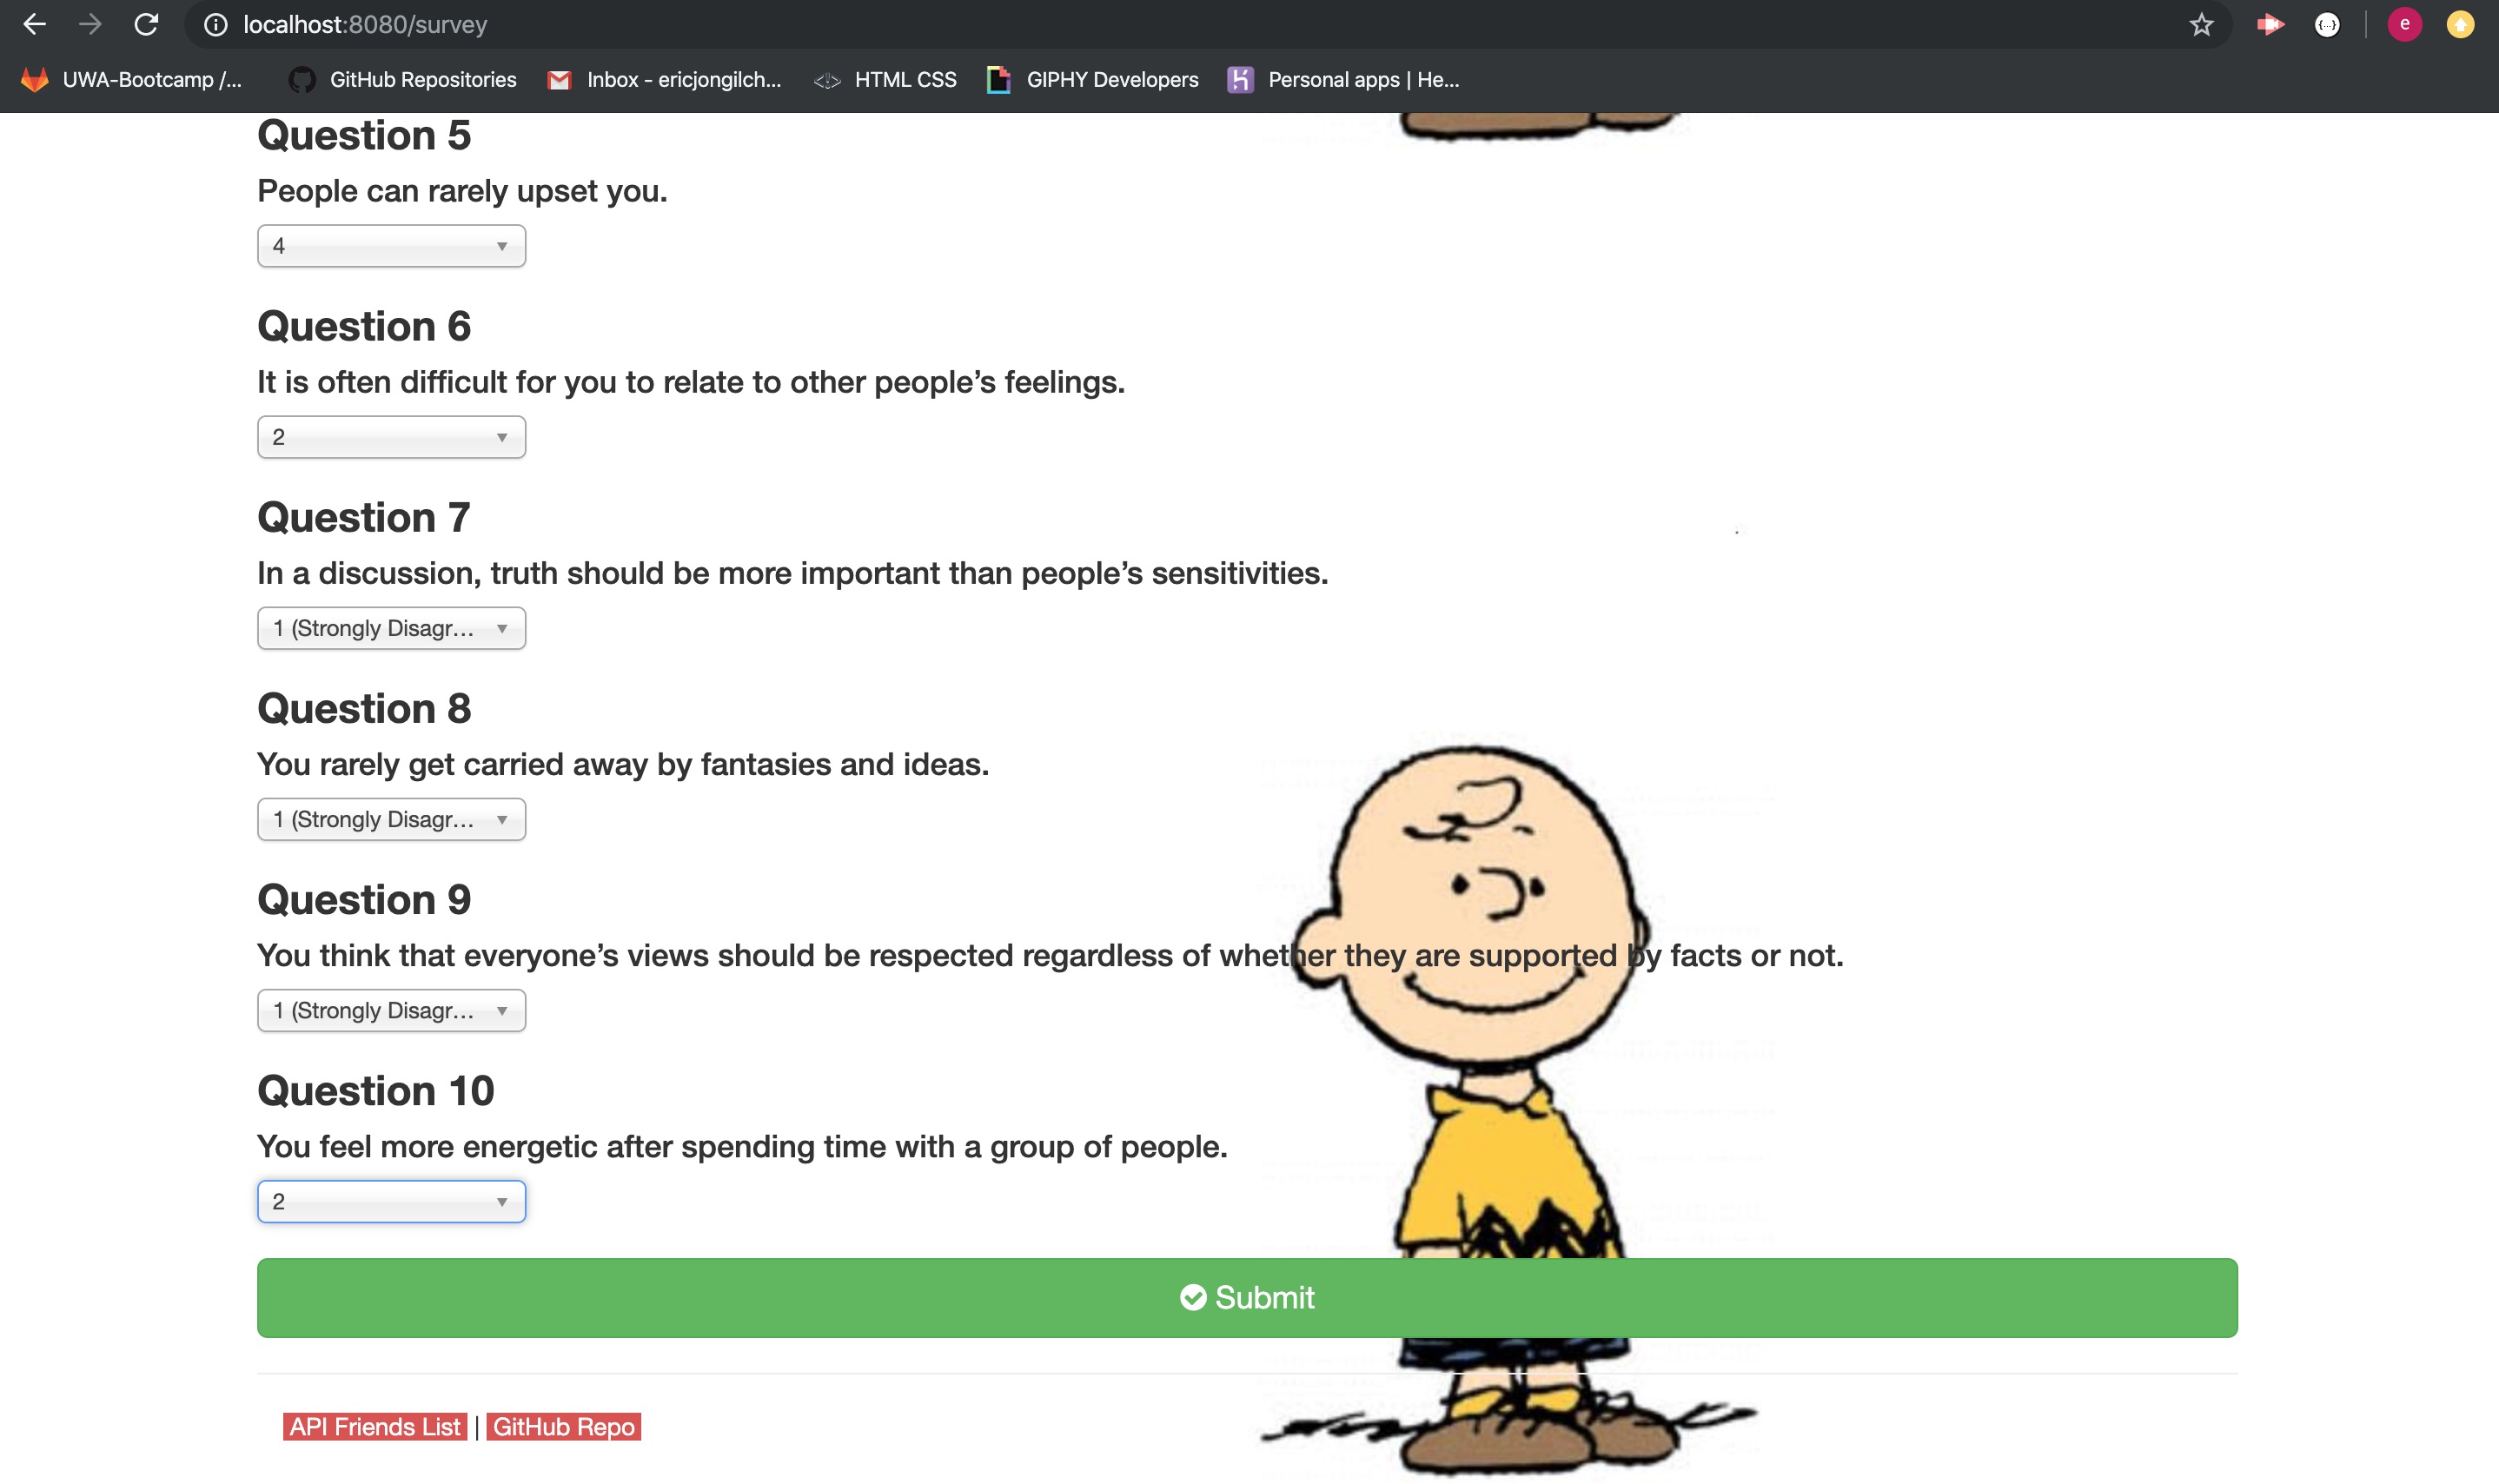 localhost:8080/survey
e
UWA-Bootcamp /... GitHub Repositories Inbox - ericjongilch... HTML CSS GIPHY Developers Personal apps | He...
Question 5
People can rarely upset you.
4
Question 6
It is often difficult for you to relate to other people’s feelings.
2
Question 7
In a discussion, truth should be more important than people’s sensitivities.
1 (Strongly Disagr...
Question 8
You rarely get carried away by fantasies and ideas.
1 (Strongly Disagr...
Question 9
You think that everyone’s views should be respected regardless of whether they are supported by facts or not.
1 (Strongly Disagr...
Question 10
You feel more energetic after spending time with a group of people.
2
Submit
API Friends List | GitHub Repo